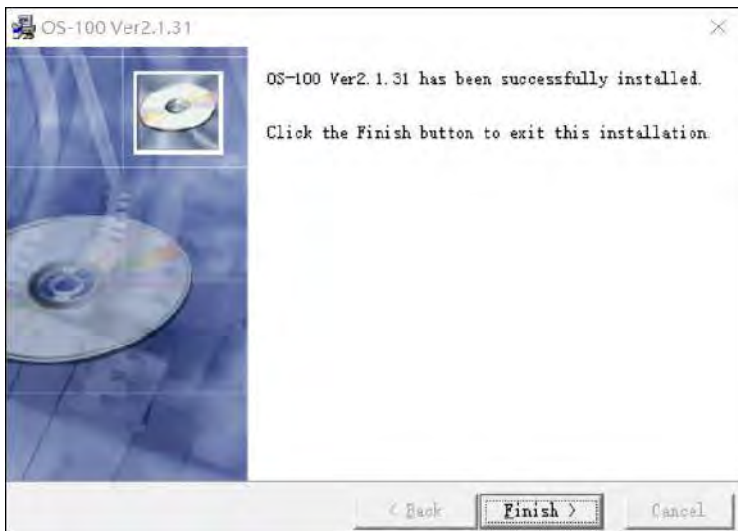 OS-100 Ver2.1.31
OS-100 Ver2.1.31 has been successfully installed.
Click the Finish button to exit this installation
< Back
Finish >
Cancel